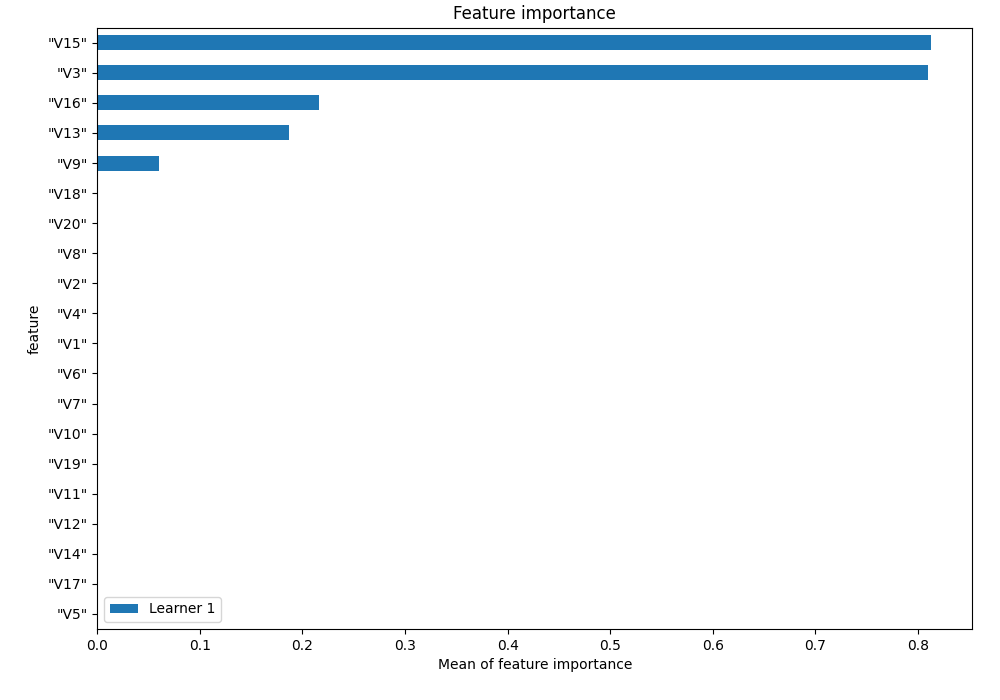 Feature importance
"V15"
"V3"
"V16"
"V13"
"V9"
"V18"
"V20"
"V8"
"V2"
"V4"
"V1"
"V6"
"V7"
"V10"
"V19"
"V11"
"V12"
"V14"
"V17"
"V5"
feature
Learner 1
0.0 0.1 0.2 0.3 0.4 0.5 0.6 0.7 0.8
Mean of feature importance